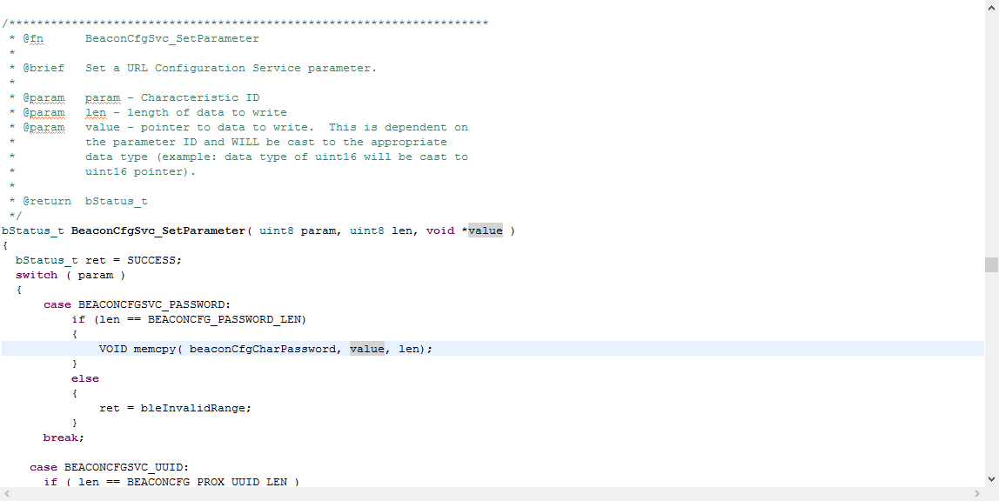 /*********************************************************************
* @fn      BeaconCfgSvc_SetParameter
*
* @brief   Set a URL Configuration Service parameter.
*
* @param   param - Characteristic ID
* @param   len - length of data to write
* @param   value - pointer to data to write.  This is dependent on
*          the parameter ID and WILL be cast to the appropriate
*          data type (example: data type of uint16 will be cast to
*          uint16 pointer).
*
* @return  bStatus_t
*/
bStatus_t BeaconCfgSvc_SetParameter( uint8 param, uint8 len, void *value )
{
  bStatus_t ret = SUCCESS;
  switch ( param )
  {
      case BEACONCFGSVC_PASSWORD:
          if (len == BEACONCFG_PASSWORD_LEN)
          {
              VOID memcpy( beaconCfgCharPassword, value, len);
          }
          else
          {
              ret = bleInvalidRange;
          }
      break;
    case BEACONCFGSVC_UUID:
      if ( len == BEACONCFG_PROX_UUID_LEN )